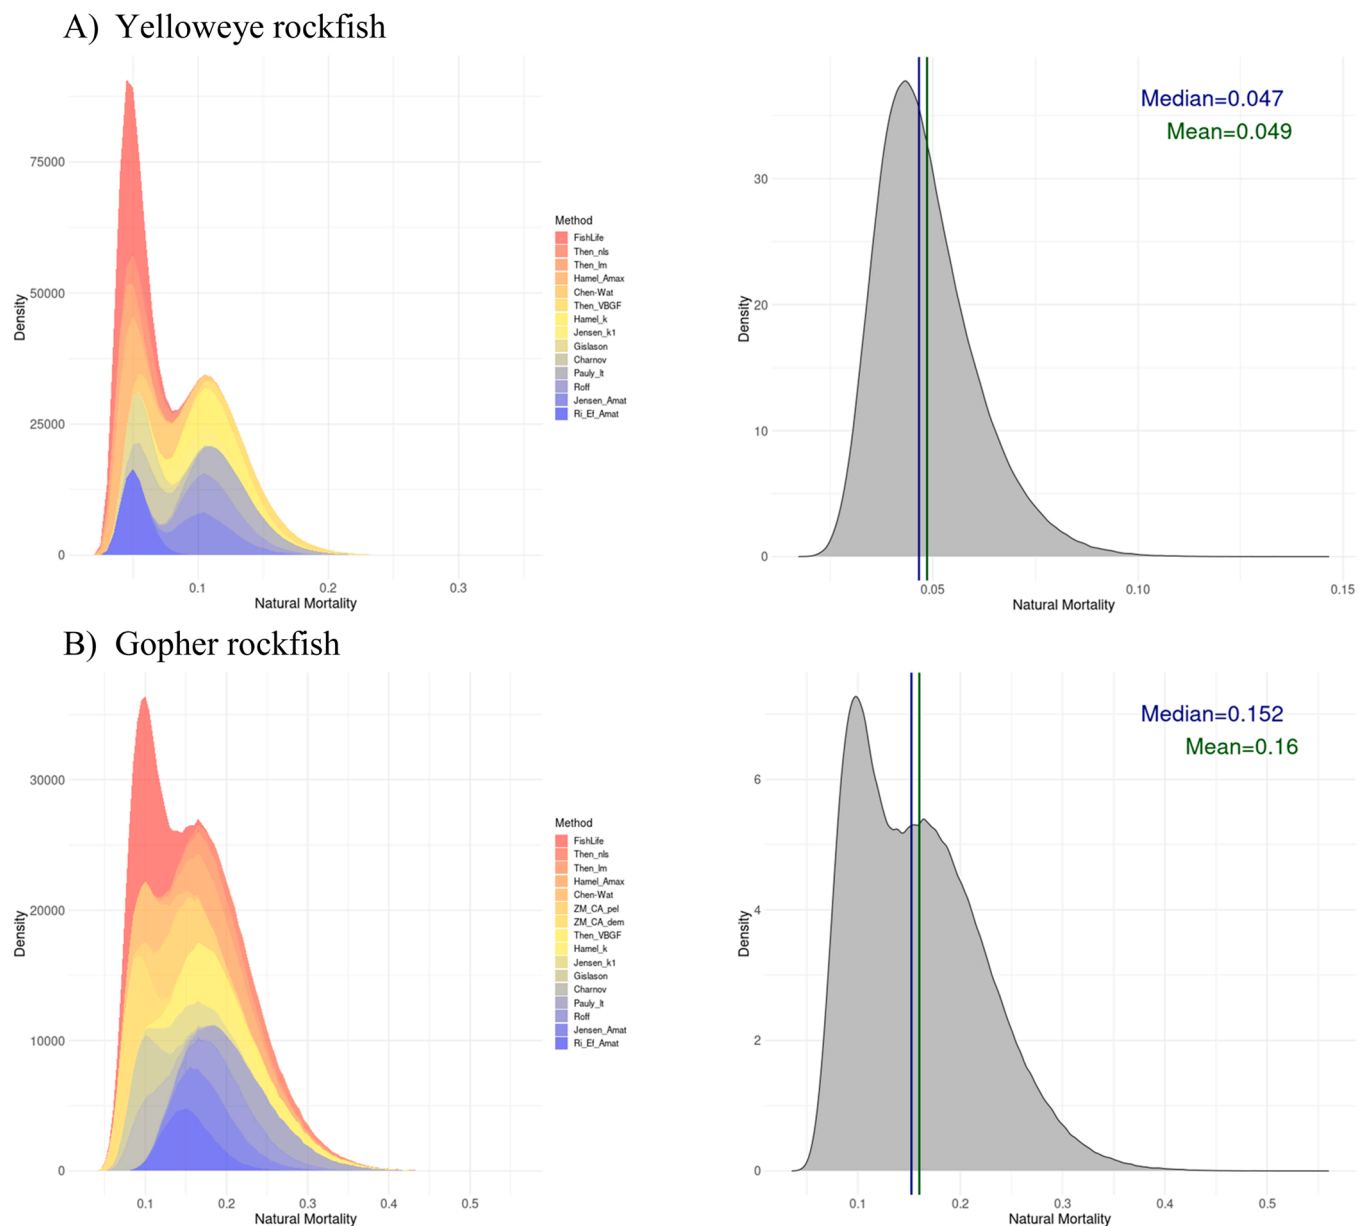 A) Yelloweye rockfish
Density
75000
50000
25000
0
0.1 0.2 0.3
Natural Mortality
Method
FishLife
Then_nls
Then_lm
Hamel_Amax
Chen-Wat
Then_VBGF
Hamel_k
Jensen_k1
Gislason
Charnov
Pauly_lt
Roff
Jensen_Amat
Ri_Ef_Amat
Median=0.047
Mean=0.049
Density
30
20
10
0
0.05 0.10 0.15
Natural Mortality
B) Gopher rockfish
Density
30000
20000
10000
0
0.1 0.2 0.3 0.4 0.5
Natural Mortality
Method
FishLife
Then_nls
Then_lm
Hamel_Amax
Chen-Wat
ZM_CA_pel
ZM_CA_dem
Then_VBGF
Hamel_k
Jensen_k1
Gislason
Charnov
Pauly_lt
Roff
Jensen_Amat
Ri_Ef_Amat
Median=0.152
Mean=0.16
Density
6
4
2
0
0.1 0.2 0.3 0.4 0.5
Natural Mortality